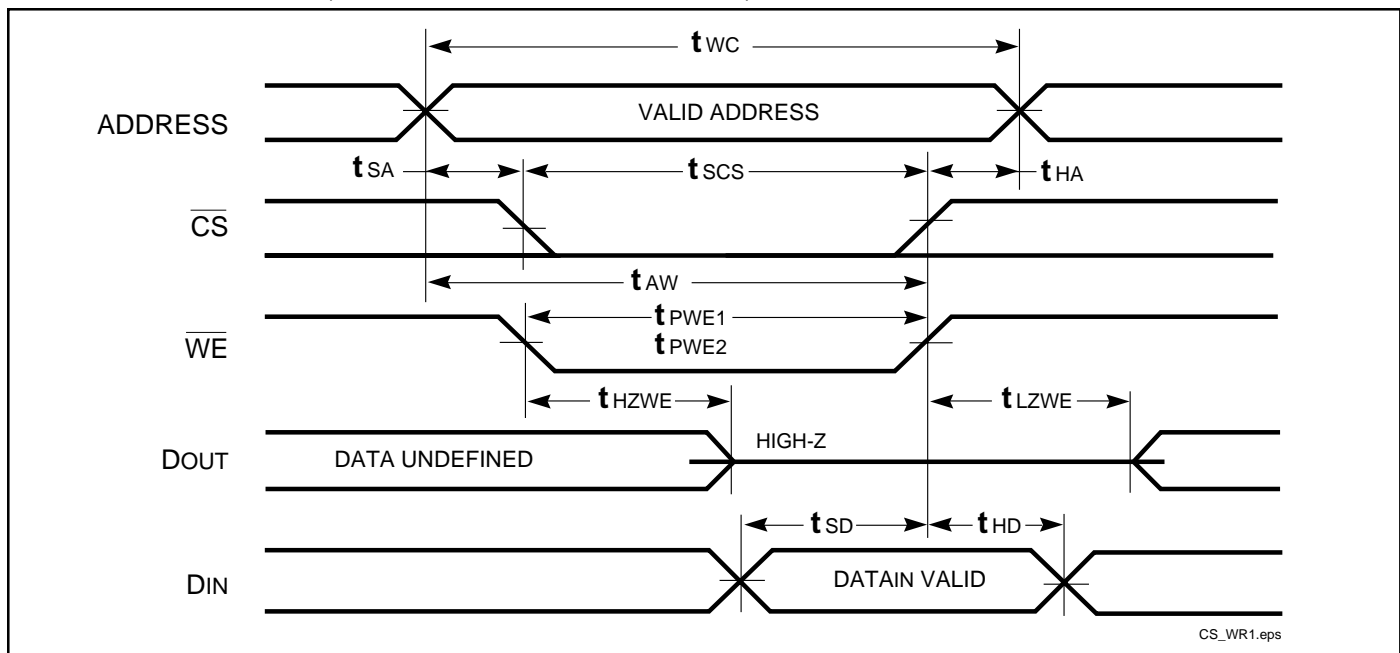 tWC
ADDRESS
VALID ADDRESS
tSA
tSCS
tHA
CS
tAW
WE
tPWE1
tPWE2
tHZWE
tLZWE
DOUT
DATA UNDEFINED
HIGH-Z
tSD
tHD
DIN
DATAIN VALID
CS_WR1.eps